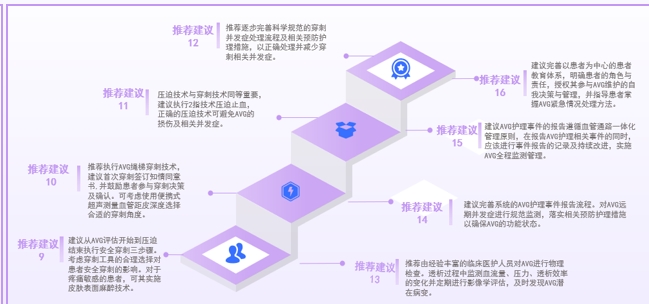 推荐建议
12
推荐逐步完善科学规范的穿刺
并发症处理流程及相关预防护
理措施，以正确处理并减少穿
刺相关并发症。
推荐建议
11
压迫技术与穿刺技术同等重要，
建议执行2指技术压迫止血，
正确的压迫技术可避免AVG的
损伤及相关并发症。
推荐建议
10
推荐执行AVG绳梯穿刺技术，
建议首次穿刺签订知情同意
书，并鼓励患者参与穿刺决策
及确认。可考虑使用便携式
超声测量血管距皮深度选择
合适的穿刺角度。
推荐建议
9
建议从AVG评估开始到压迫
结束执行安全穿刺三步骤。
考虑穿刺工具的合理选择对
患者安全穿刺的影响。对于
疼痛敏感的患者，可其实施
皮肤表面麻醉技术。
推荐建议
16
建议完善以患者为中心的患者
教育体系，明确患者的角色与
责任，授权其参与AVG维护的自
我决策与管理，并指导患者掌
握AVG紧急情况处理方法。
推荐建议
15
建议AVG护理事件的报告遵循血管通路一体化
管理原则，在报告AVG护理相关事件的同时，
应该进行事件报告的记录及持续改进，实施
AVG全程监测管理。
推荐建议
14
建议完善系统的AVG护理事件报告流程。对AVG远
期并发症进行规范监测，落实相关预防护理措施
以确保AVG的功能状态。
推荐建议
13
推荐由经验丰富的临床医护人员对AVG进行物理
检查。透析过程中监测血流量、压力、透析效率
的变化并定期进行影像学评估，及时发现AVG潜
在病变。